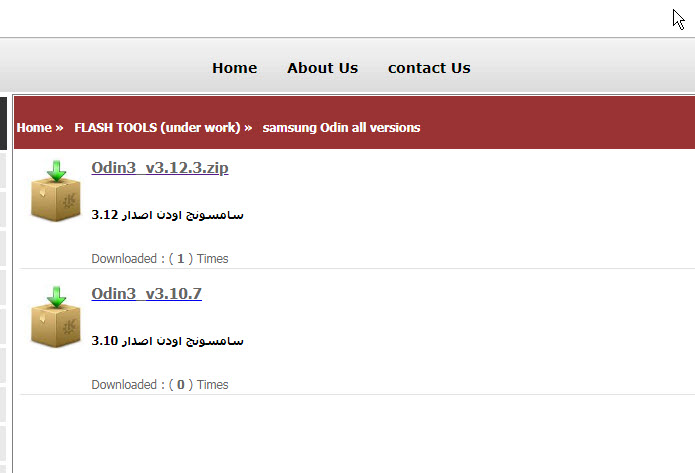 Home About Us contact Us
Home » FLASH TOOLS (under work) » samsung Odin all versions
Odin3_v3.12.3.zip
سامسونج اودن اصدار 3.12
Downloaded : ( 1 ) Times
Odin3_v3.10.7
سامسونج اودن اصدار 3.10
Downloaded : ( 0 ) Times